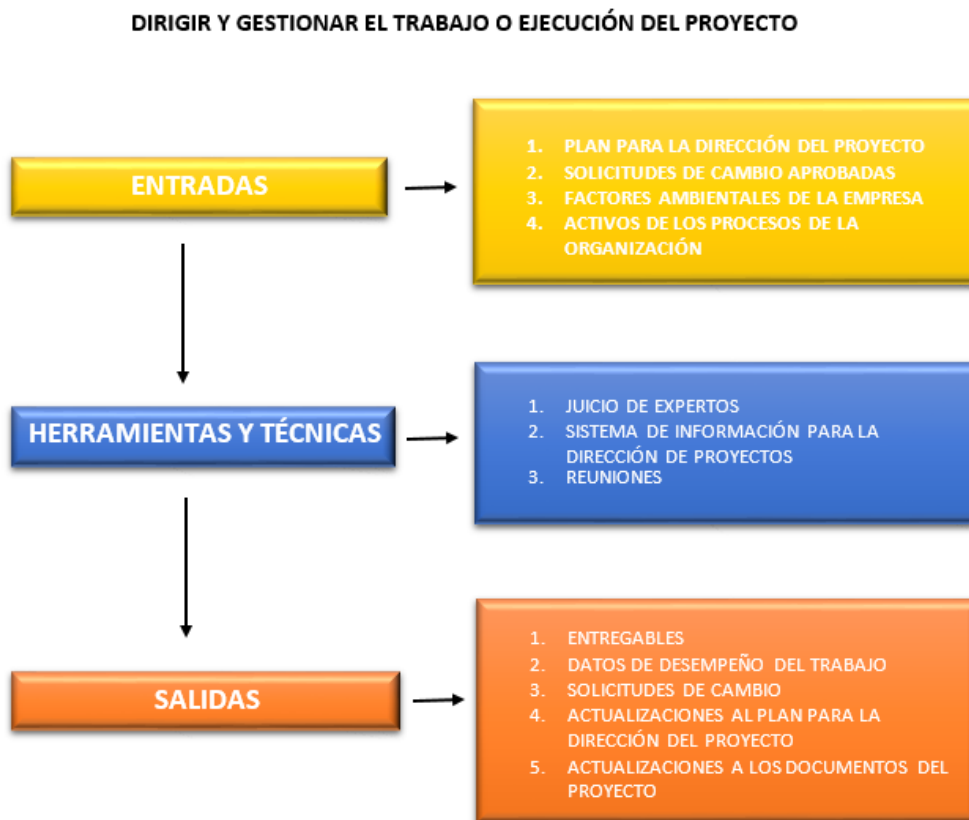 DIRIGIR Y GESTIONAR EL TRABAJO O EJECUCIÓN DEL PROYECTO
ENTRADAS
1. PLAN PARA LA DIRECCIÓN DEL PROYECTO
2. SOLICITUDES DE CAMBIO APROBADAS
3. FACTORES AMBIENTALES DE LA EMPRESA
4. ACTIVOS DE LOS PROCESOS DE LA
ORGANIZACIÓN
HERRAMIENTAS Y TÉCNICAS
1. JUICIO DE EXPERTOS
2. SISTEMA DE INFORMACIÓN PARA LA
DIRECCIÓN DE PROYECTOS
3. REUNIONES
SALIDAS
1. ENTREGABLES
2. DATOS DE DESEMPEÑO DEL TRABAJO
3. SOLICITUDES DE CAMBIO
4. ACTUALIZACIONES AL PLAN PARA LA
DIRECCIÓN DEL PROYECTO
5. ACTUALIZACIONES A LOS DOCUMENTOS DEL
PROYECTO